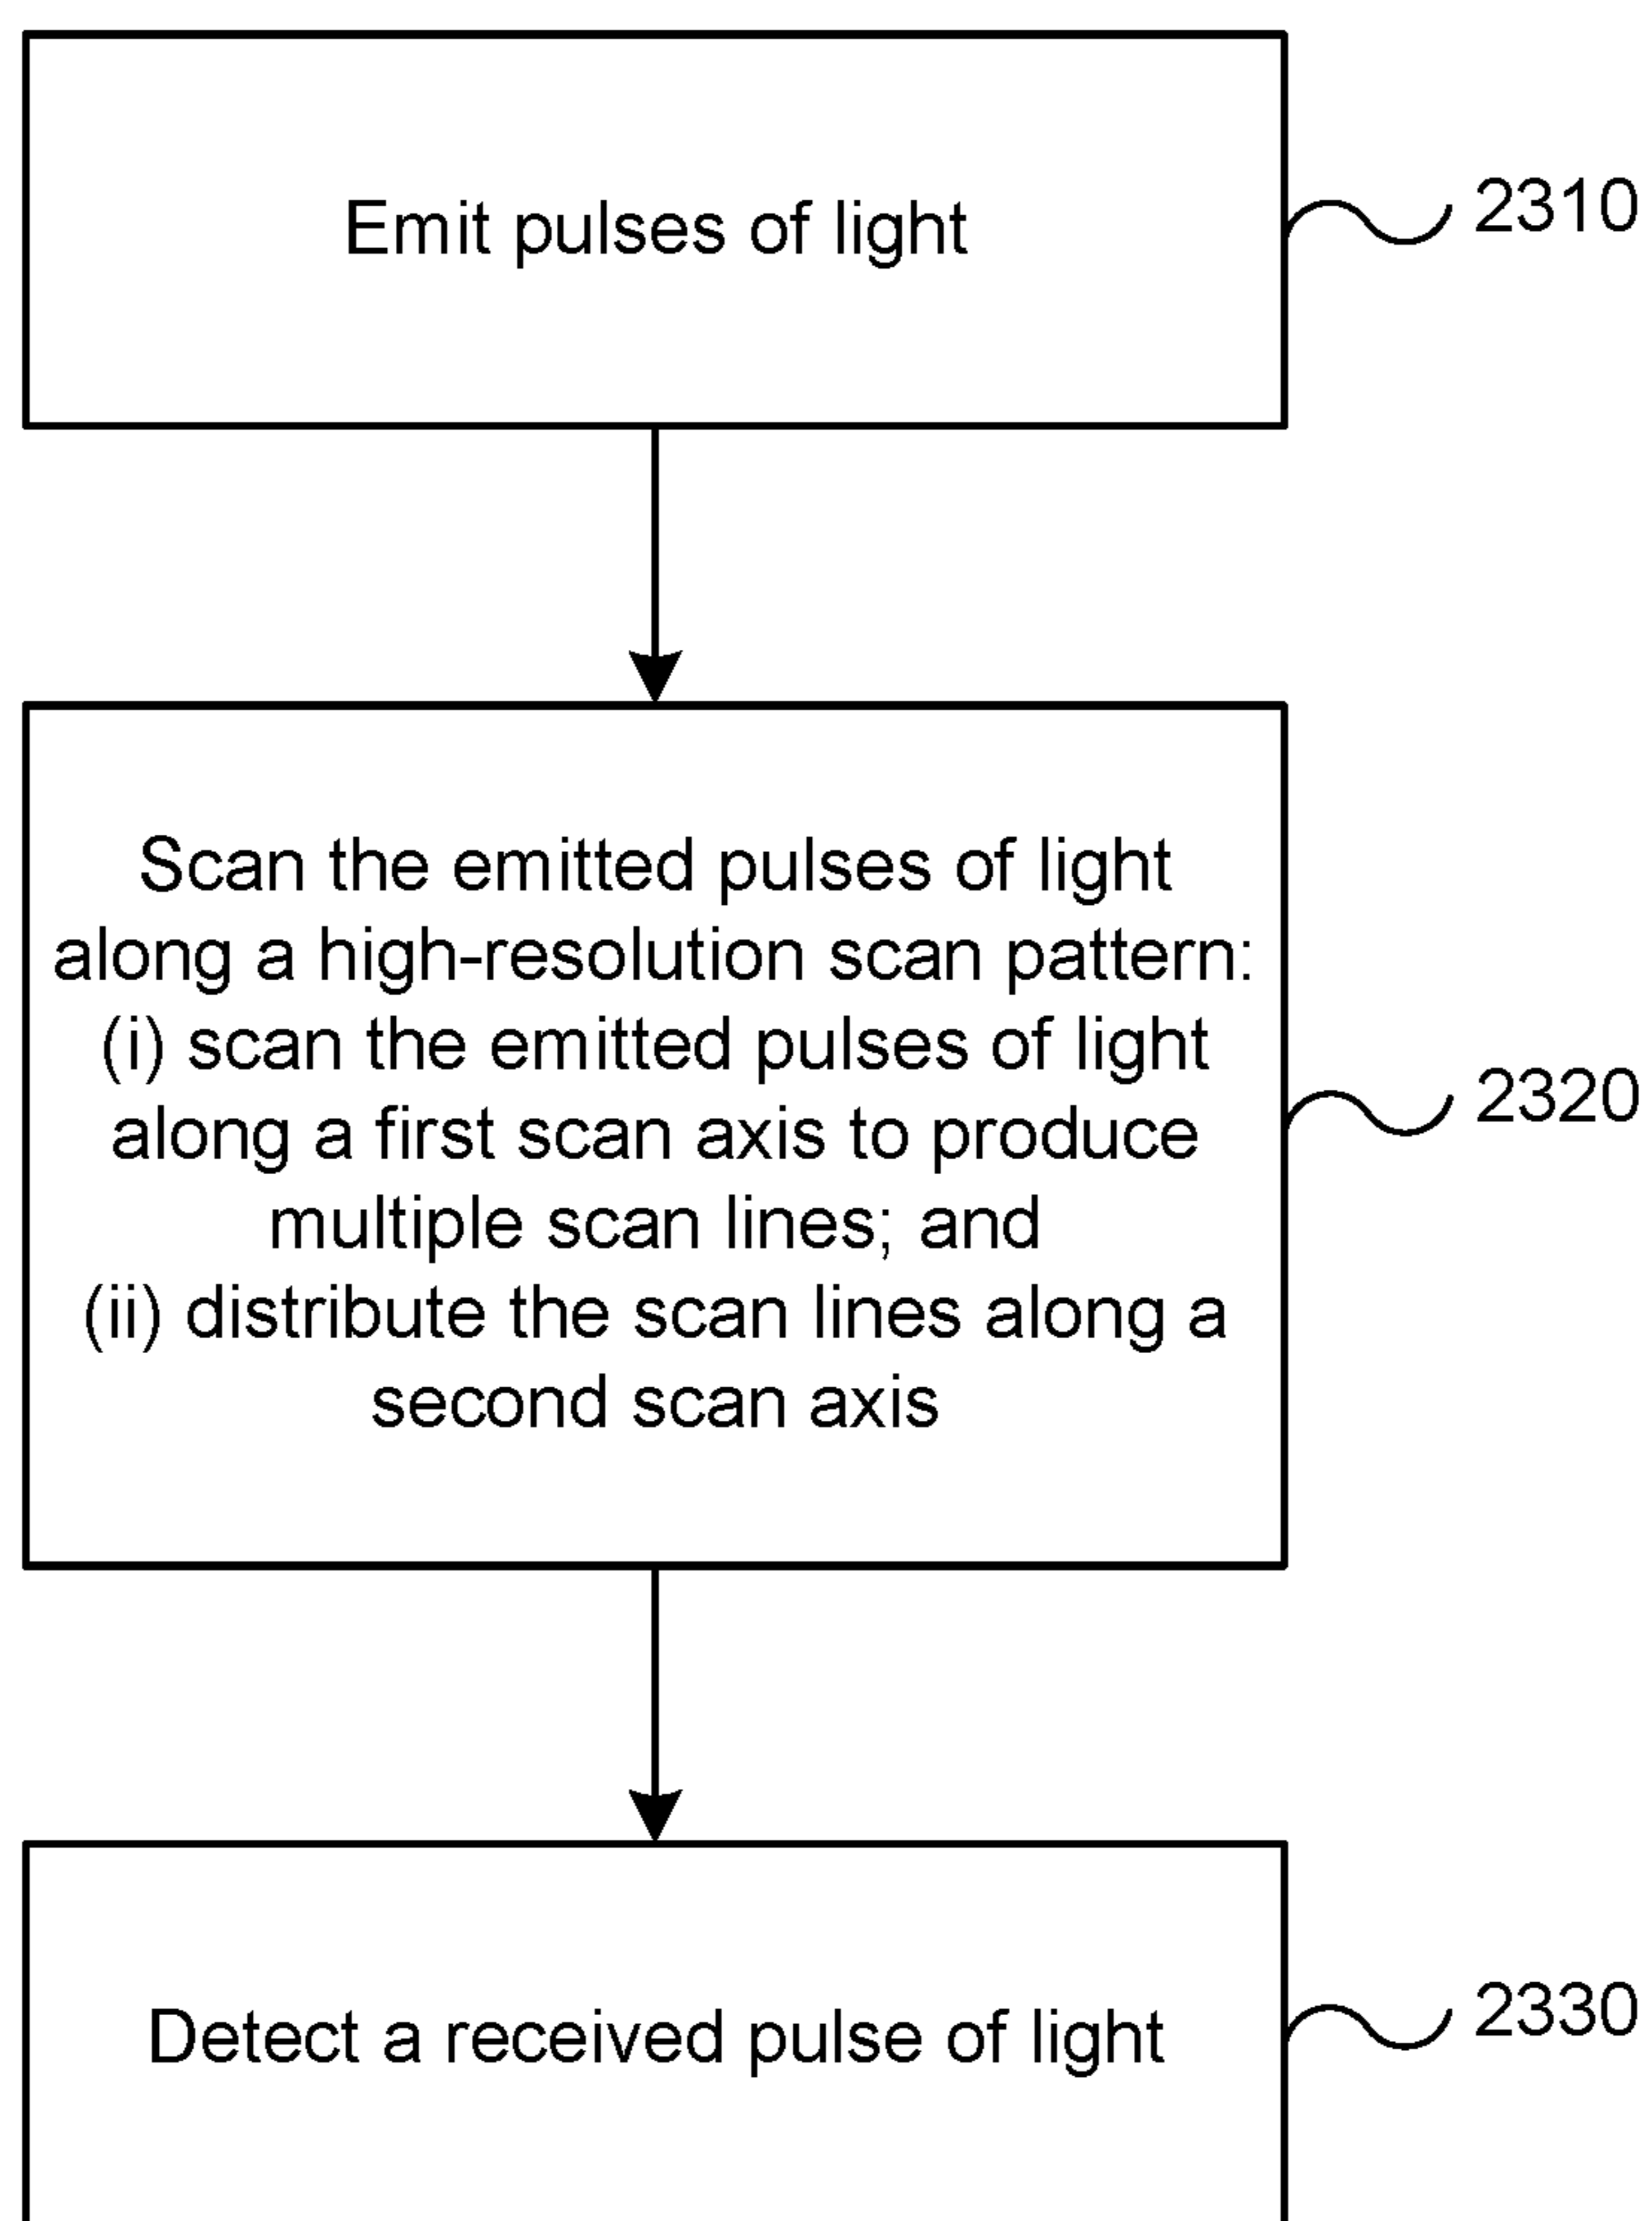 Emit pulses of light
2310
Scan the emitted pulses of light
along a high-resolution scan pattern:
(i) scan the emitted pulses of light
along a first scan axis to produce
multiple scan lines; and
(ii) distribute the scan lines along a
second scan axis
2320
Detect a received pulse of light
2330